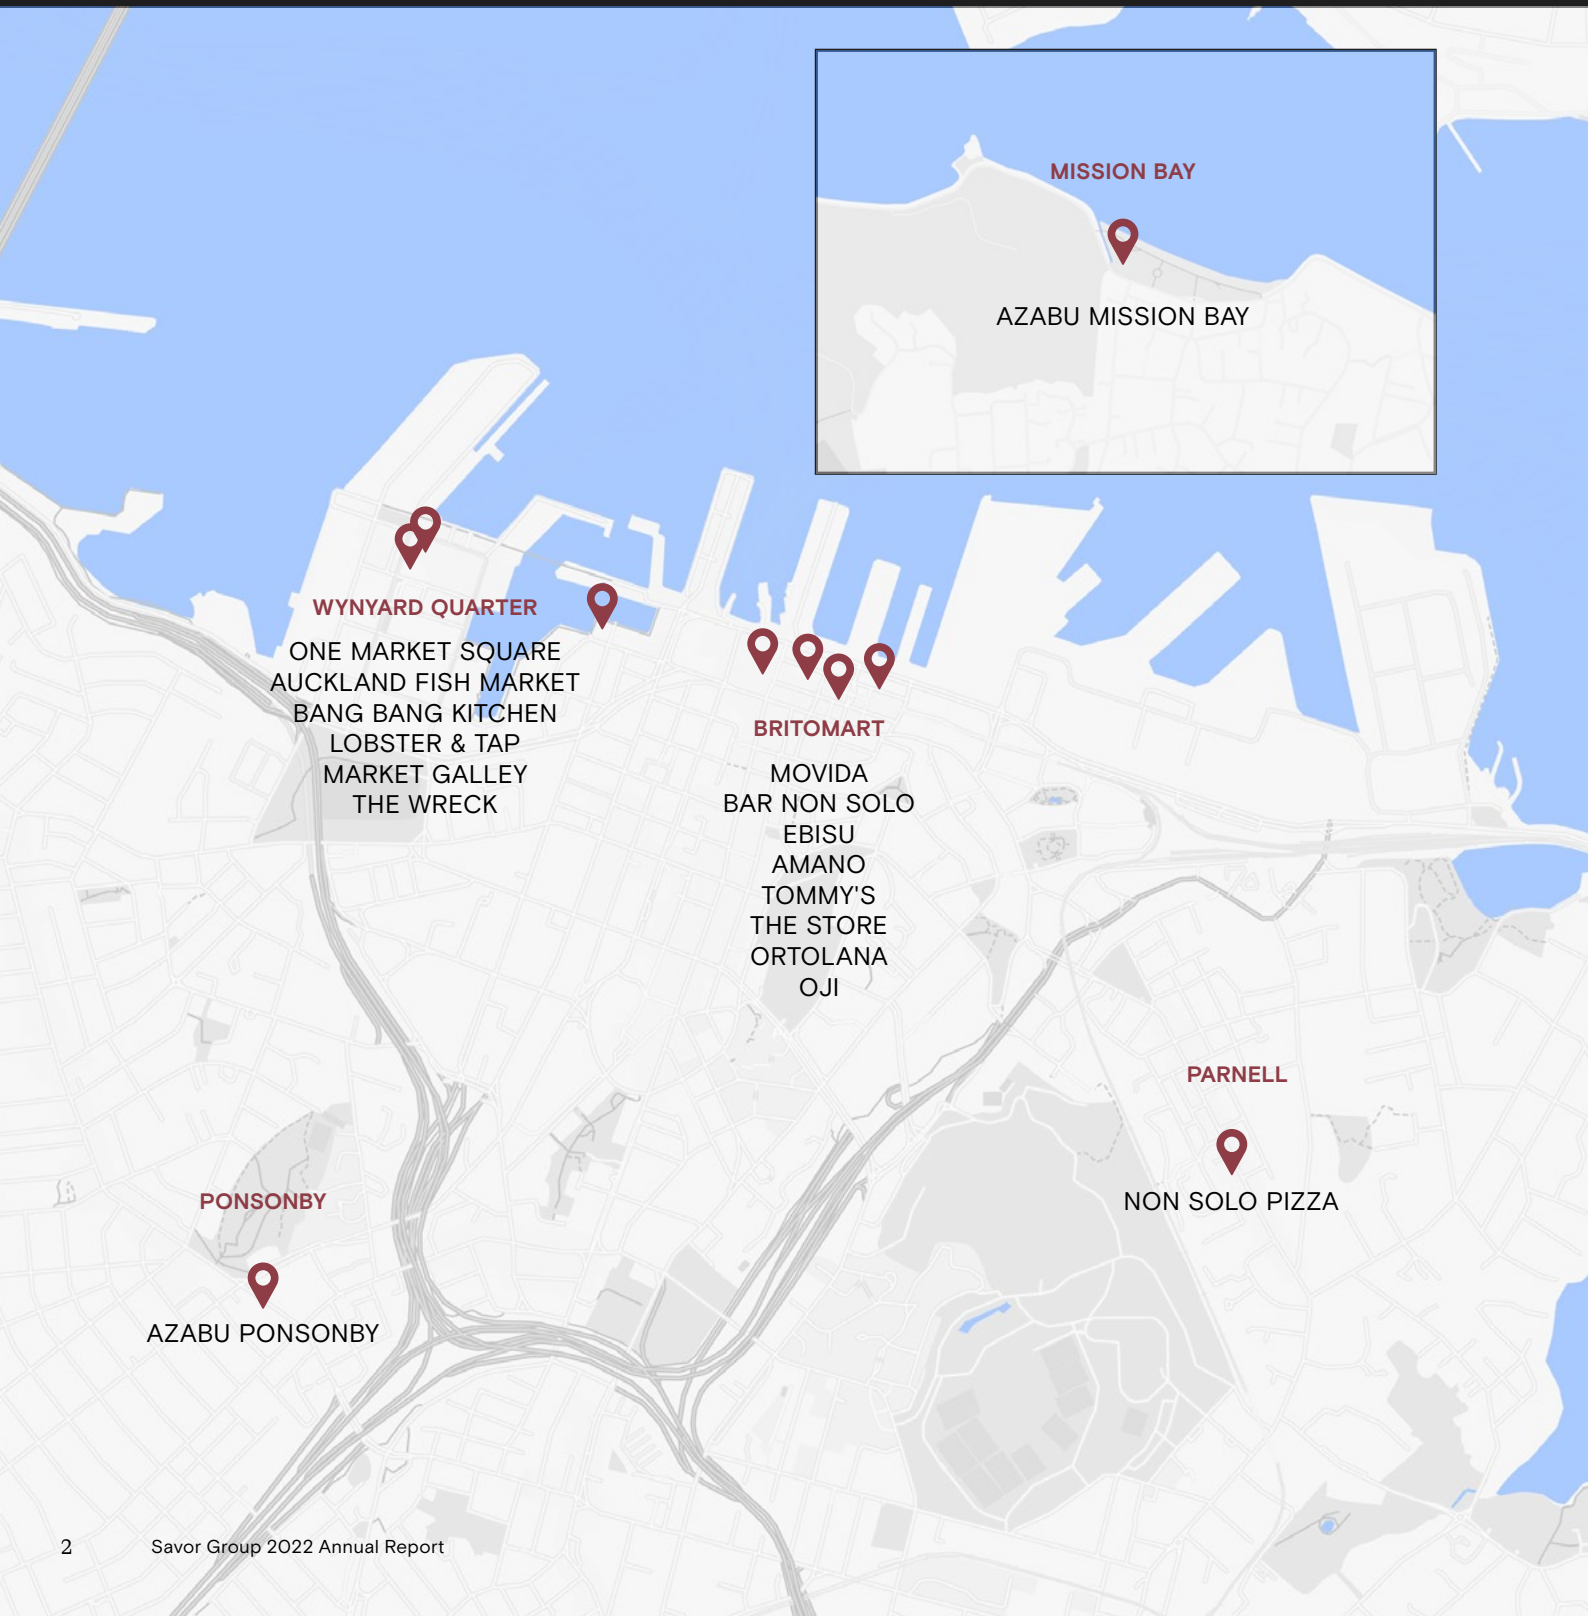 MISSION BAY
AZABU MISSION BAY
WYNYARD QUARTER
ONE MARKET SQUARE
AUCKLAND FISH MARKET
BANG BANG KITCHEN
LOBSTER & TAP
MARKET GALLEY
THE WRECK
BRITOMART
MOVIDA
BAR NON SOLO
EBISU
AMANO
TOMMY'S
THE STORE
ORTOLANA
OJI
PARNELL
NON SOLO PIZZA
PONSONBY
AZABU PONSONBY
2 Savor Group 2022 Annual Report